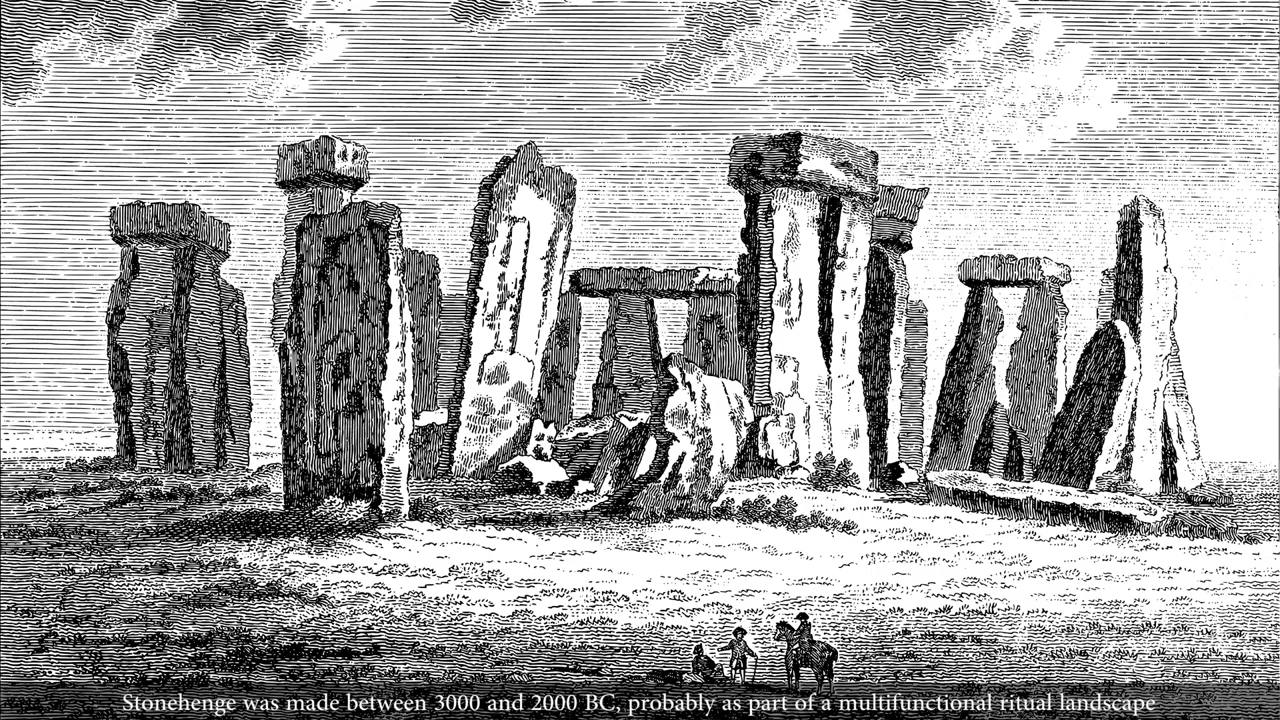 Stonehenge was made between 3000 and 2000 BC, probably as part of a multifunctional ritual landscape